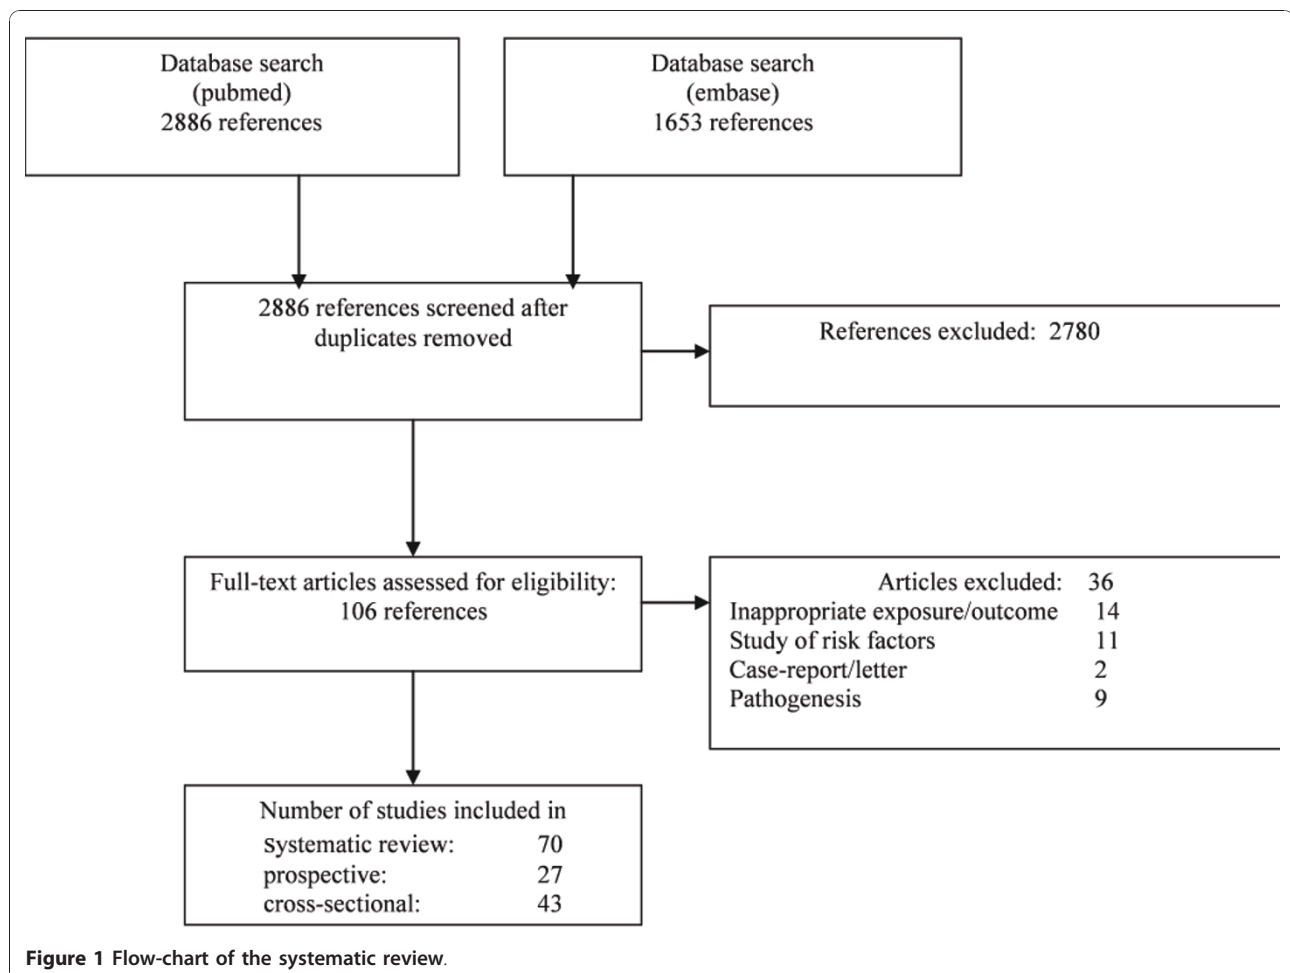 Database search
(pubmed)
2886 references
Database search
(embase)
1653 references
2886 references screened after
duplicates removed
References excluded: 2780
Full-text articles assessed for eligibility:
106 references
Articles excluded: 36
Inappropriate exposure/outcome 14
Study of risk factors 11
Case-report/letter 2
Pathogenesis 9
Number of studies included in
systematic review: 70
prospective: 27
cross-sectional: 43
Figure 1 Flow-chart of the systematic review.